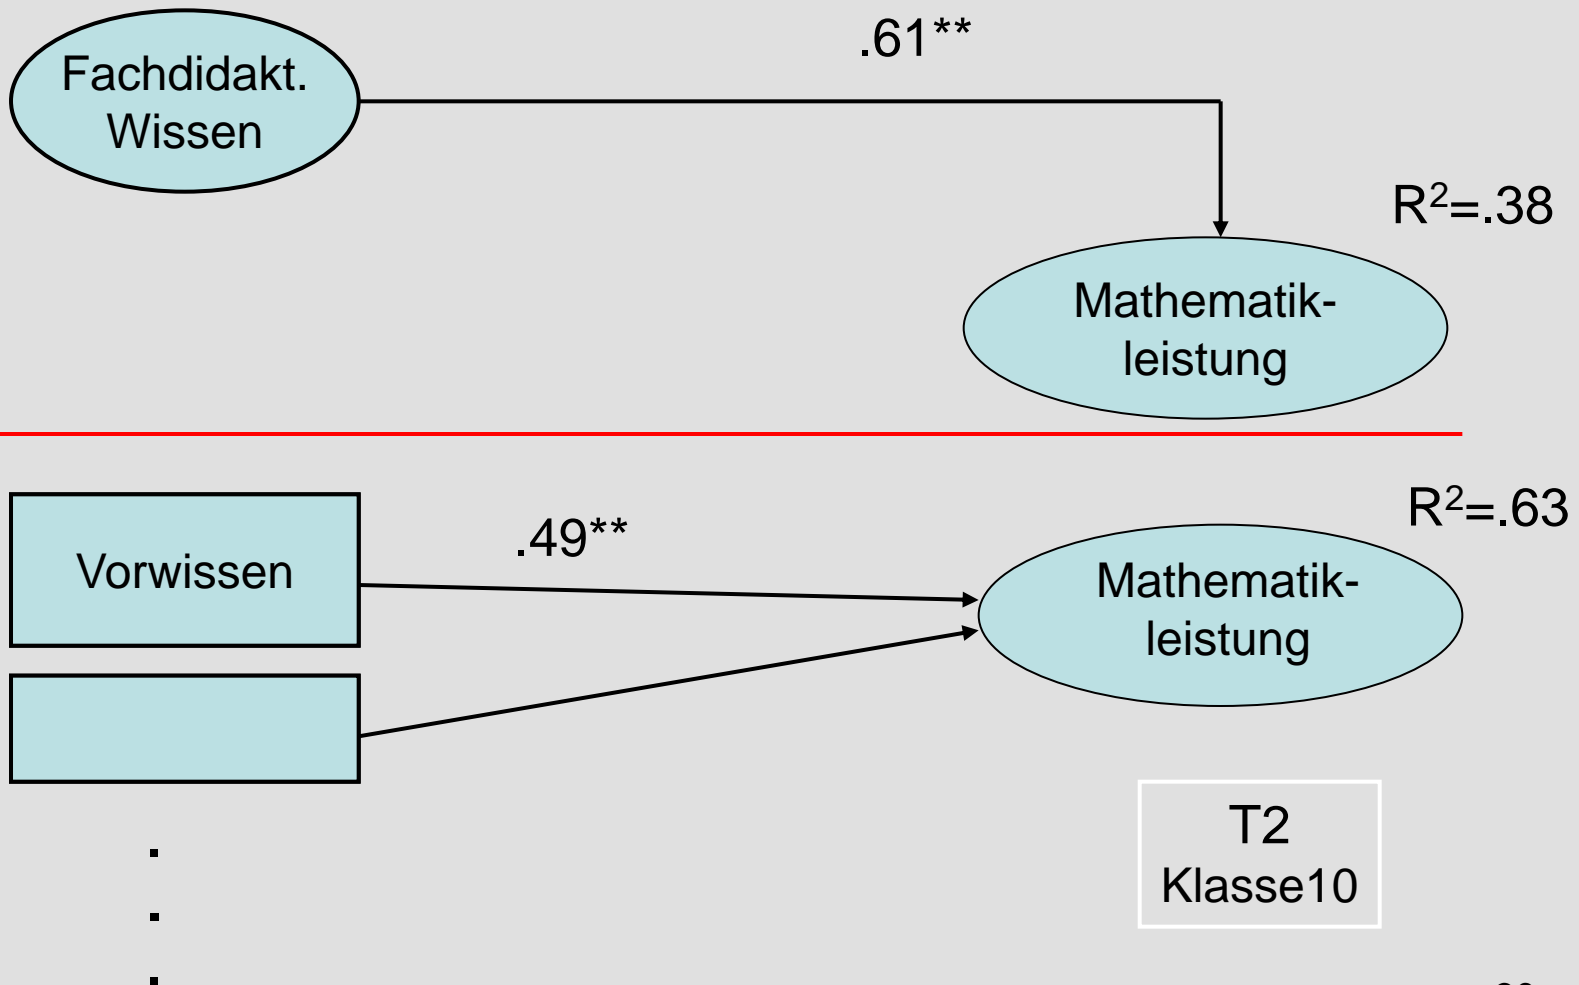 .61**
Fachdidakt.
Wissen
R²=.38
Mathematik-
leistung
R²=.63
.49**
Vorwissen
Mathematik-
leistung
T2
Klasse10
.
.
.